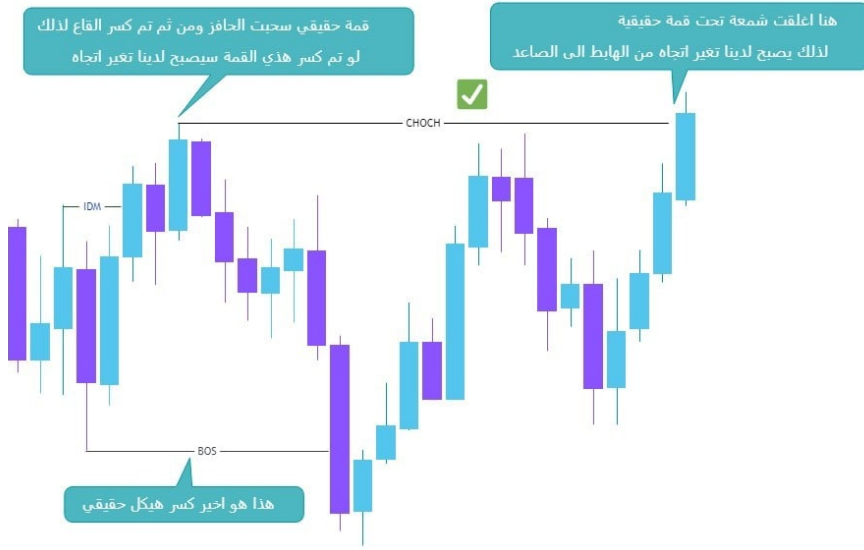 قمة حقيقي سحبت الحافز ومن ثم تم كسر القاع لذلك
لو تم كسر هذي القمة سيصبح لدينا تغير اتجاه
هنا اغلقت شمعة تحت قمة حقيقية
لذلك يصبح لدينا تغير اتجاه من الهابط الى الصاعد
CHOCH
IDM
BOS
هذا هو اخير كسر هيكل حقيقي